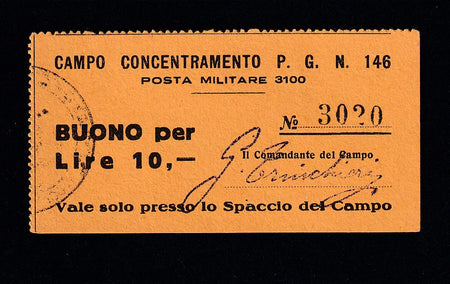 CAMPO CONCENTRAMENTO P. G. N. 146
POSTA MILITARE 3100
BUONO per
Lire 10,—
№ 3020
Il Comandante del Campo
Vale solo presso lo Spaccio del Campo